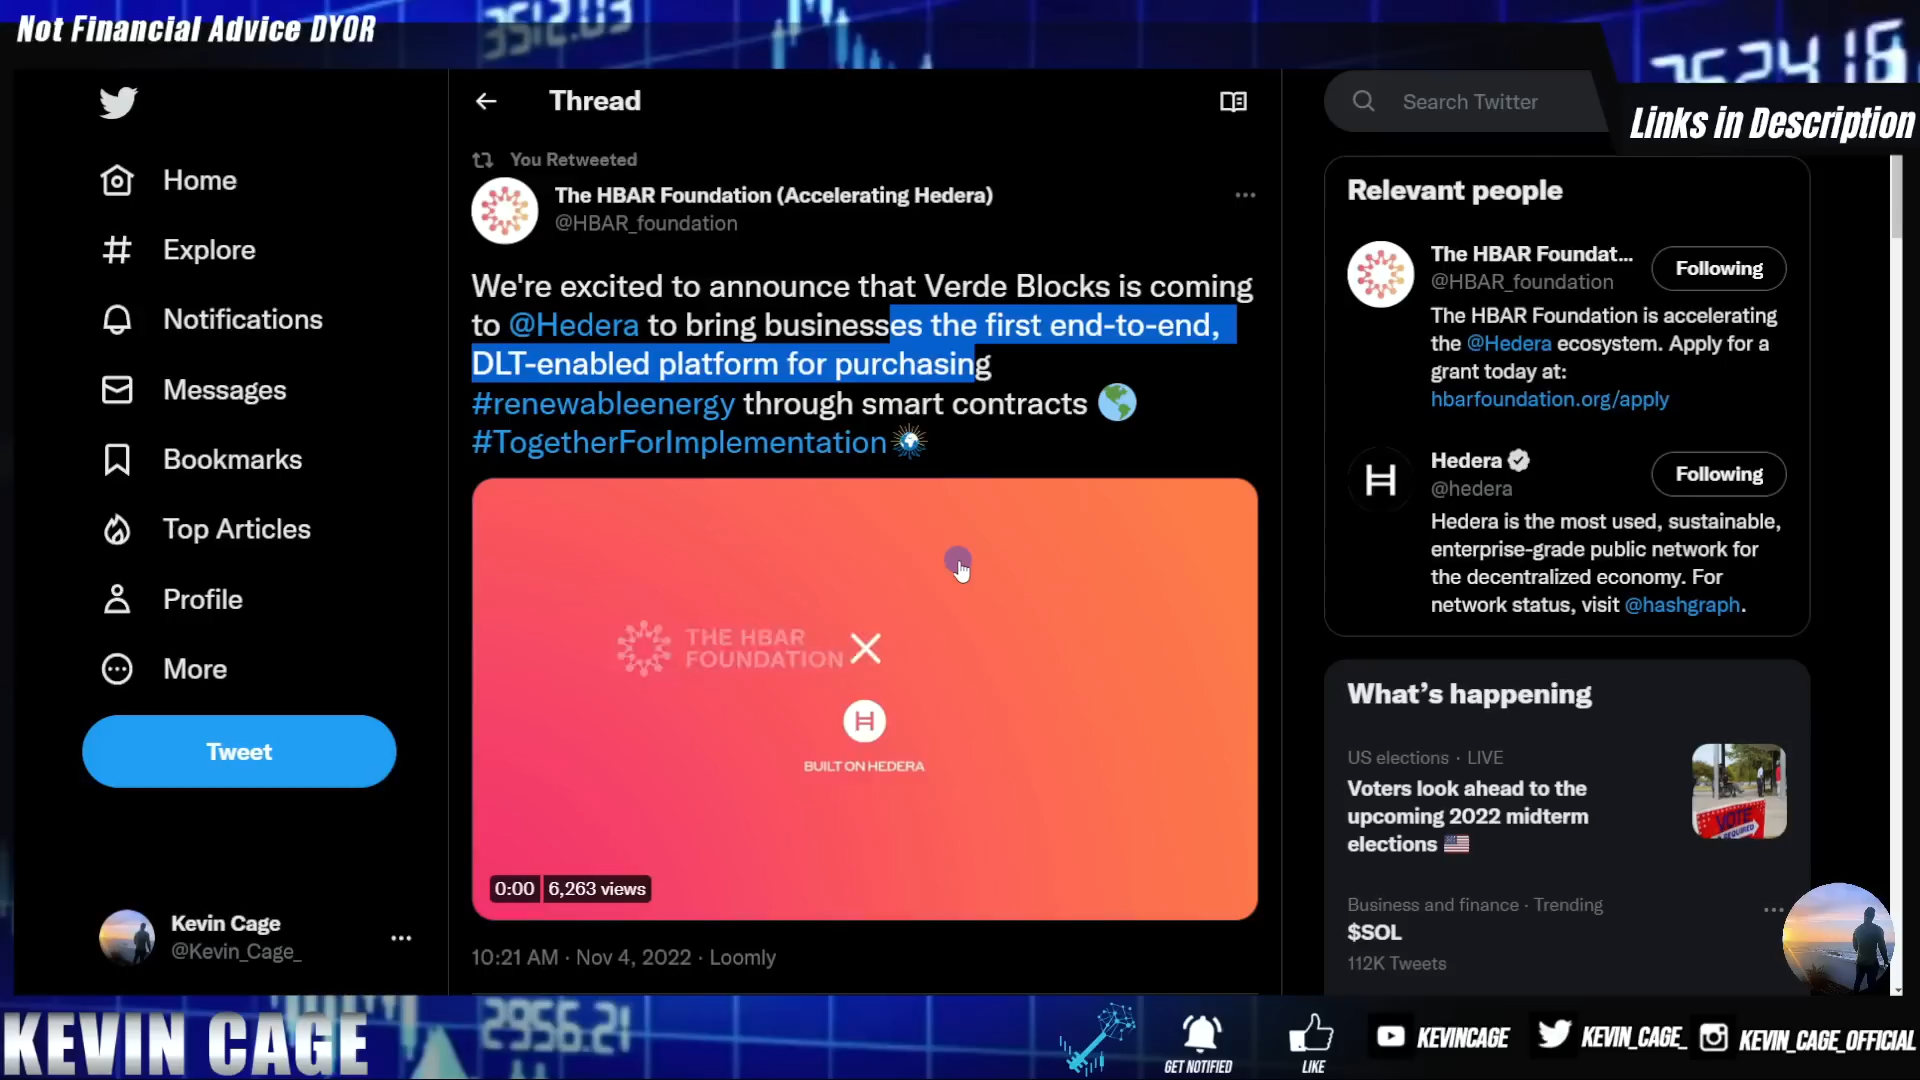 Not Financial Advice DYOR
3512.03
Links in Description
Thread
Search Twitter
You Retweeted
The HBAR Foundation (Accelerating Hedera)
@HBAR_foundation
We're excited to announce that Verde Blocks is coming
to @Hedera to bring businesses the first end-to-end,
DLT-enabled platform for purchasing
#renewableenergy through smart contracts
#TogetherForImplementation
THE HBAR
FOUNDATION
BUILT ON HEDERA
0:00 6,263 views
10:21 AM · Nov 4, 2022 · Loomly
Home
Explore
Notifications
Messages
Bookmarks
Top Articles
Profile
More
Tweet
Kevin Cage
@Kevin_Cage_
Relevant people
The HBAR Foundat...
@HBAR_foundation
Following
The HBAR Foundation is accelerating
the @Hedera ecosystem. Apply for a
grant today at:
hbarfoundation.org/apply
Hedera
@hedera
Following
Hedera is the most used, sustainable,
enterprise-grade public network for
the decentralized economy. For
network status, visit @hashgraph.
What's happening
US elections · LIVE
Voters look ahead to the
upcoming 2022 midterm
elections
VOTE
Business and finance · Trending
$SOL
112K Tweets
KEVIN CAGE
2956.21
GET NOTIFIED
LIKE
KEVINCAGE
KEVIN_CAGE_
KEVIN_CAGE_OFFICIAL